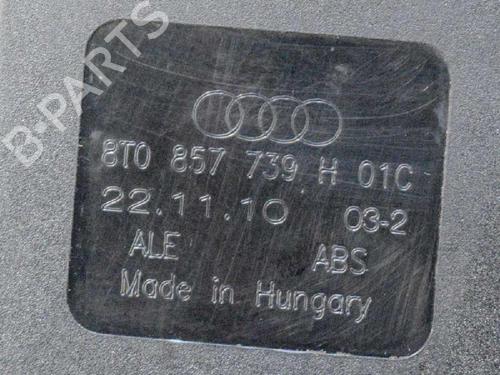 B-PARTS
8T0 857 739 H 01C
22.11.10 03-2
ALE ABS
Made in Hungary